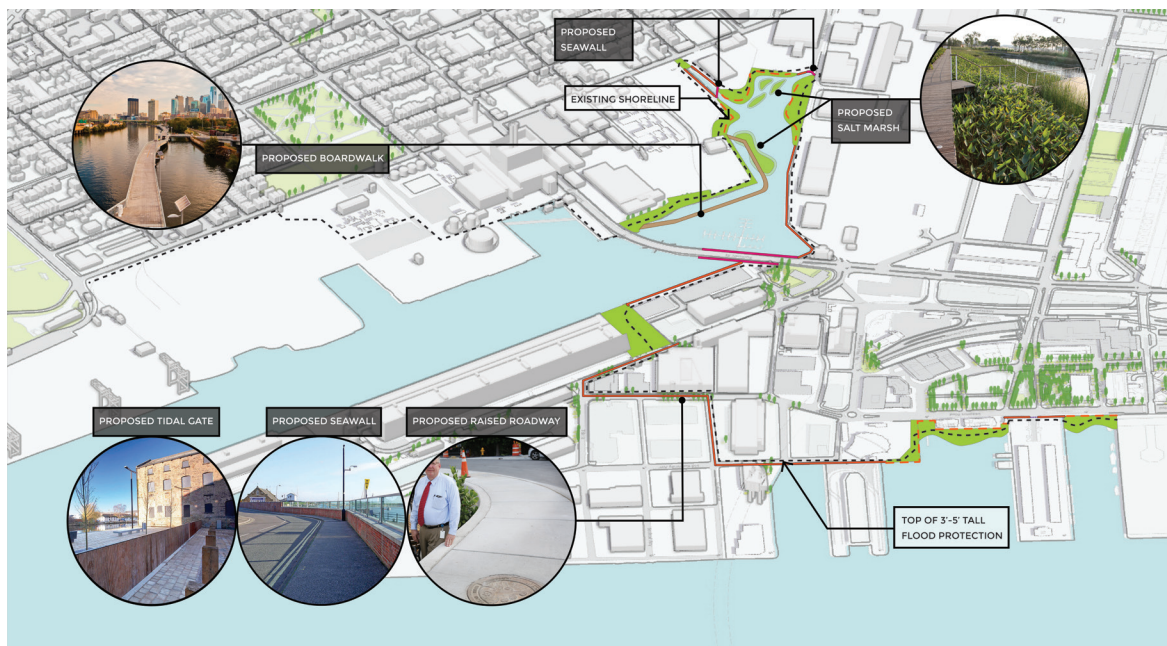 PROPOSED
SEAWALL
EXISTING SHORELINE
PROPOSED
SALT MARSH
PROPOSED BOARDWALK
PROPOSED TIDAL GATE
PROPOSED SEAWALL
PROPOSED RAISED ROADWAY
TOP OF 3'-5' TALL
FLOOD PROTECTION